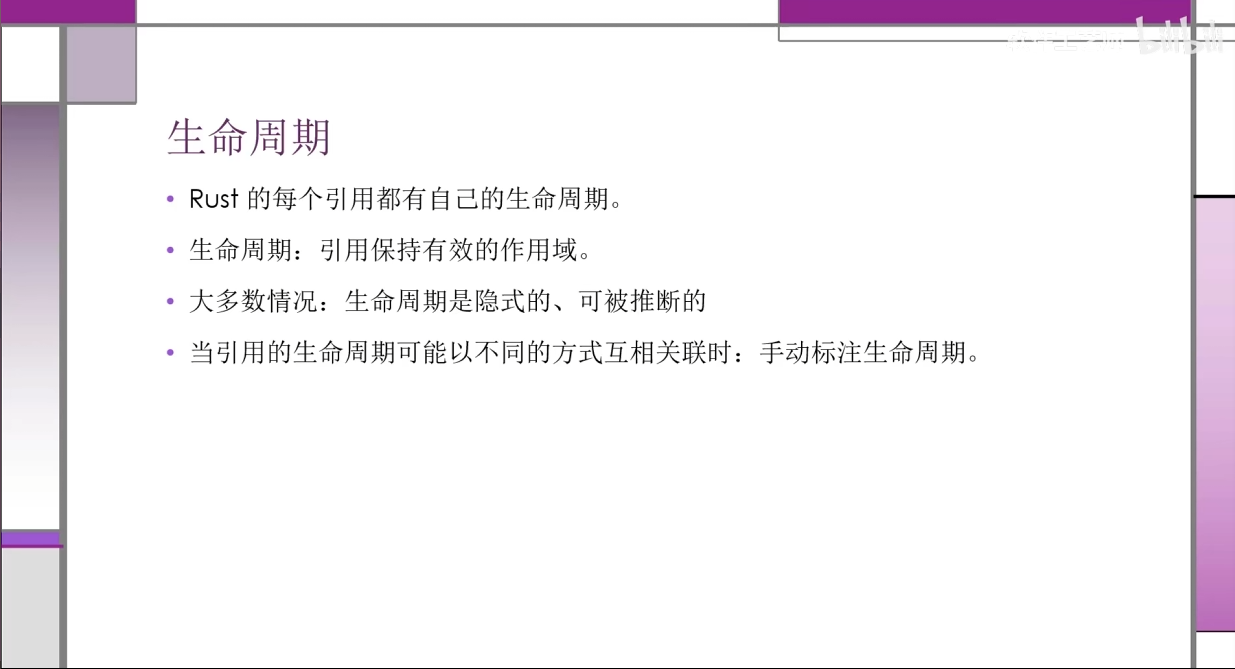 bilibili
生命周期
• Rust 的每个引用都有自己的生命周期。
• 生命周期：引用保持有效的作用域。
• 大多数情况：生命周期是隐式的、可被推断的
• 当引用的生命周期可能以不同的方式互相关联时：手动标注生命周期。